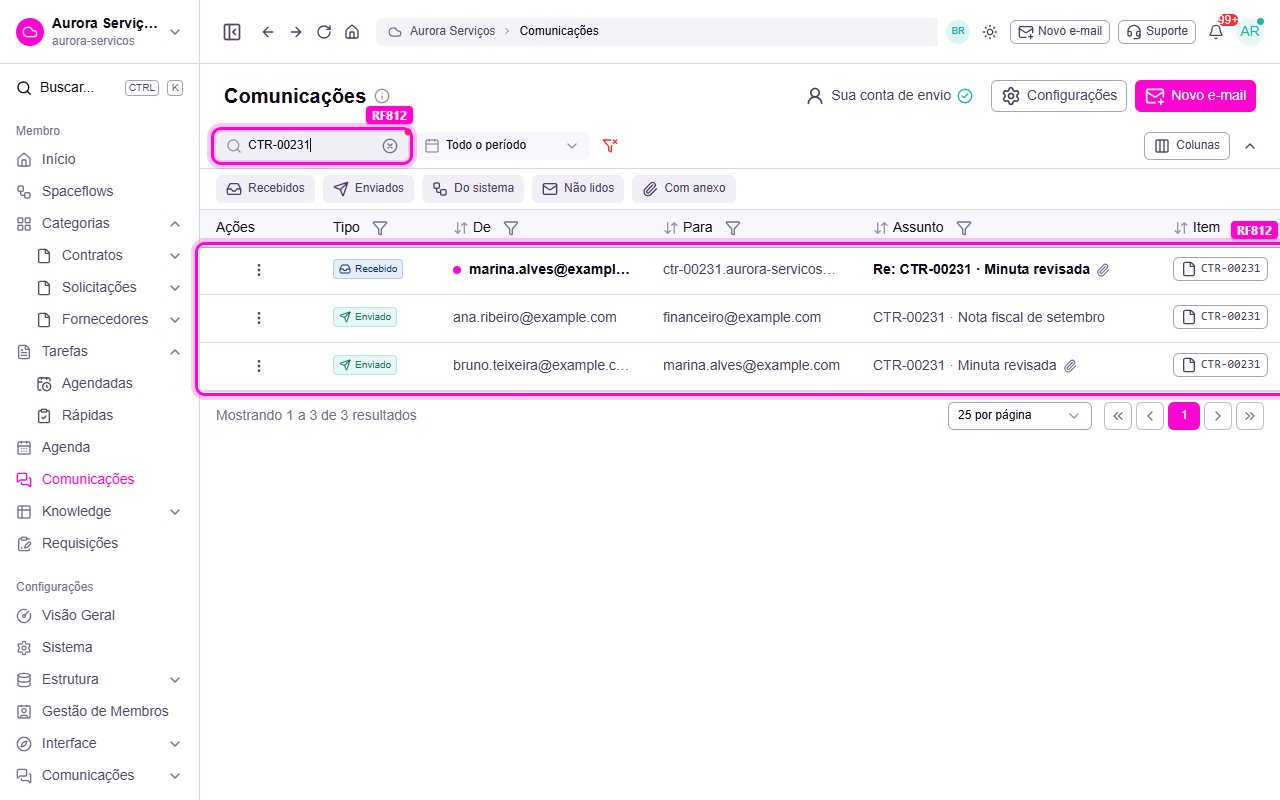 Aurora Serviç...
aurora-servicos
Aurora Serviços > Comunicações
BR
Novo e-mail
Suporte
99+
AR
Buscar...
CTRL K
Membro
Início
Spaceflows
Categorias
Contratos
Solicitações
Fornecedores
Tarefas
Agendadas
Rápidas
Agenda
Comunicações
Knowledge
Requisições
Configurações
Visão Geral
Sistema
Estrutura
Gestão de Membros
Interface
Comunicações
Comunicações
Sua conta de envio
Configurações
Novo e-mail
RF812
CTR-00231
Todo o período
Colunas
Recebidos
Enviados
Do sistema
Não lidos
Com anexo
Ações Tipo De Para Assunto Item
RF812
Recebido marina.alves@exampl... ctr-00231.aurora-servicos... Re: CTR-00231 · Minuta revisada CTR-00231
Enviado ana.ribeiro@example.com financeiro@example.com CTR-00231 · Nota fiscal de setembro CTR-00231
Enviado bruno.teixeira@example.c... marina.alves@example.com CTR-00231 · Minuta revisada CTR-00231
Mostrando 1 a 3 de 3 resultados
25 por página
1